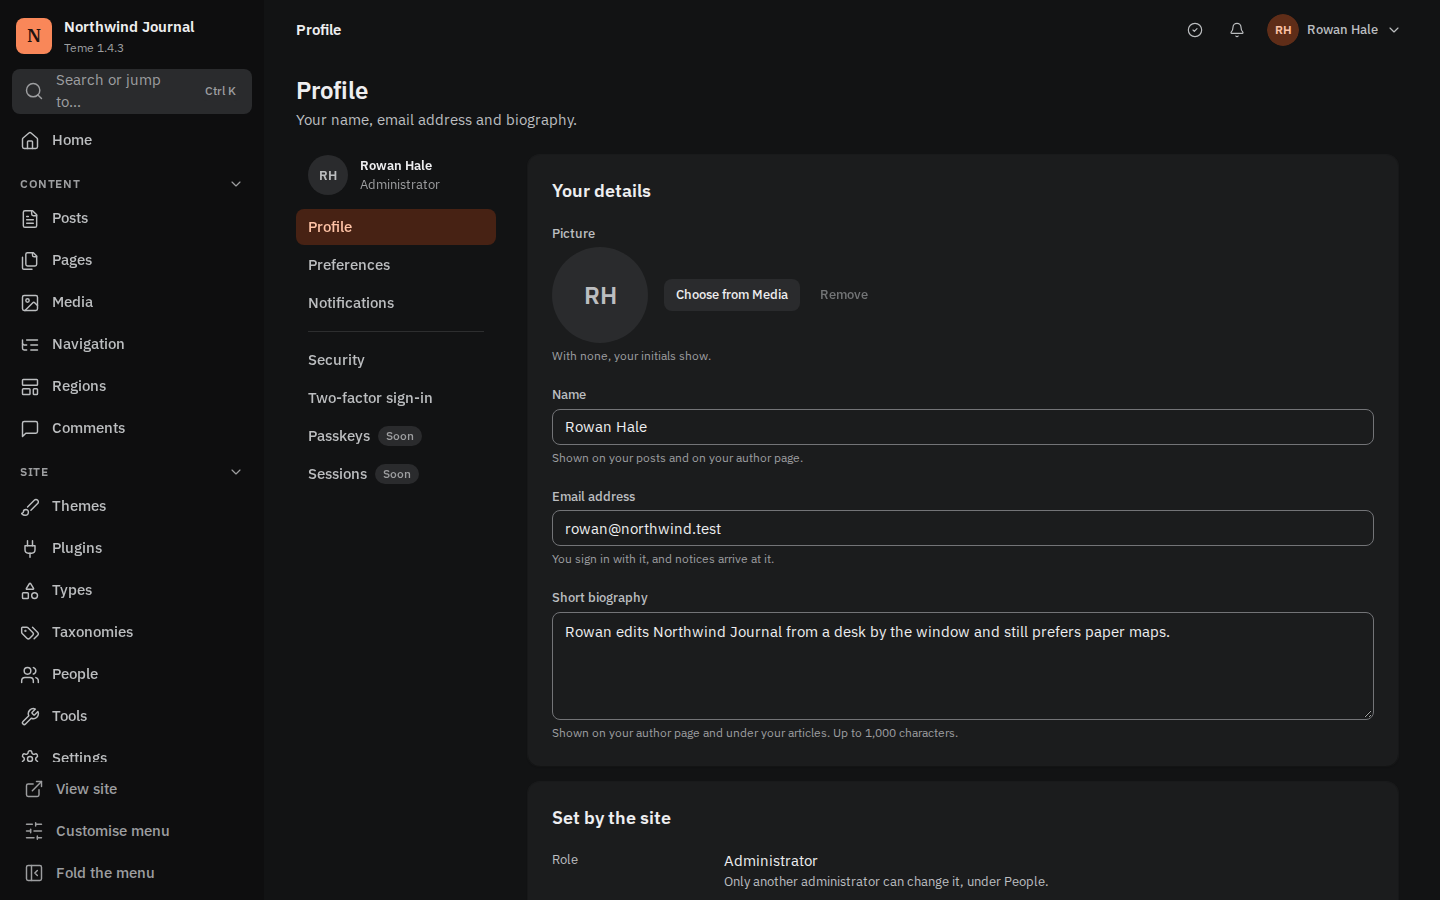 N
Northwind Journal
Teme 1.4.3
Search or jump
to...
Ctrl K
Home
CONTENT
Posts
Pages
Media
Navigation
Regions
Comments
SITE
Themes
Plugins
Types
Taxonomies
People
Tools
Settings
View site
Customise menu
Fold the menu
Profile
RH
Rowan Hale
Profile
Your name, email address and biography.
RH
Rowan Hale
Administrator
Profile
Preferences
Notifications
Security
Two-factor sign-in
Passkeys Soon
Sessions Soon
Your details
Picture
RH
Choose from Media
Remove
With none, your initials show.
Name
Rowan Hale
Shown on your posts and on your author page.
Email address
rowan@northwind.test
You sign in with it, and notices arrive at it.
Short biography
Rowan edits Northwind Journal from a desk by the window and still prefers paper maps.
Shown on your author page and under your articles. Up to 1,000 characters.
Set by the site
Role
Administrator
Only another administrator can change it, under People.